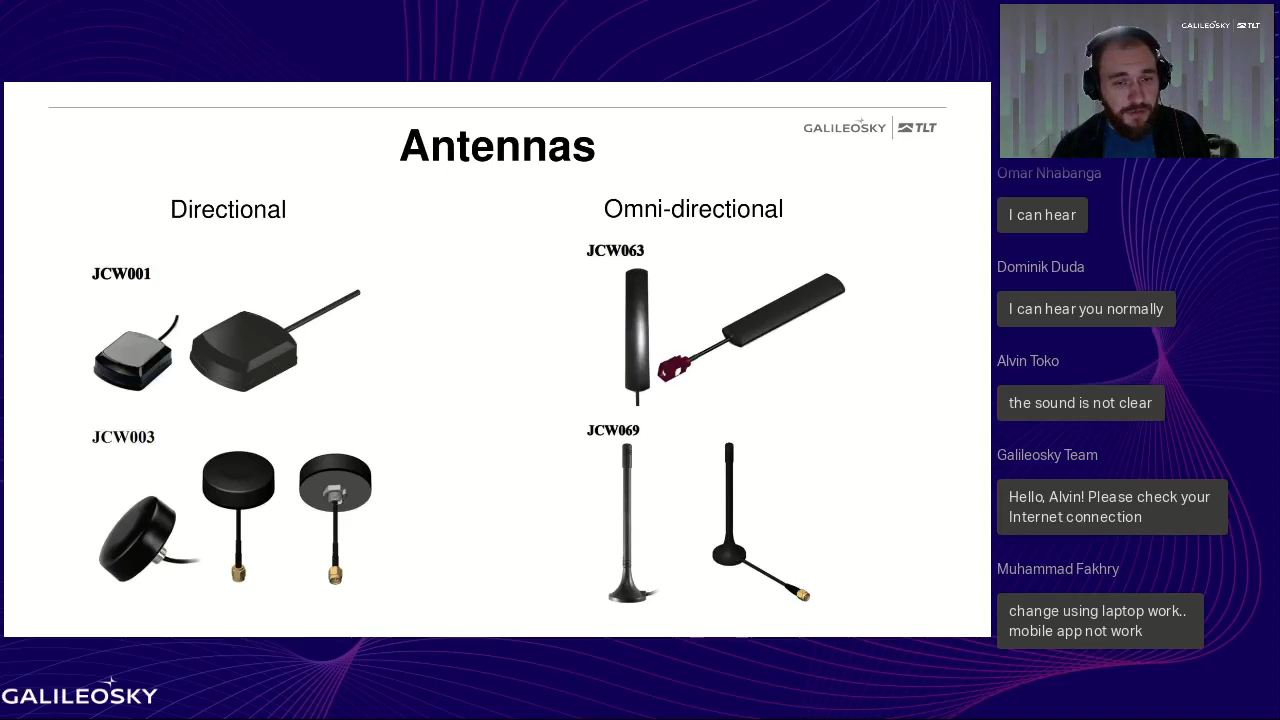 Antennas
GALILEOSKY TLT
Directional
Omni-directional
JCW001
JCW003
JCW063
JCW069
GALILEOSKY
GALILEOSKY TLT
Omar Nhabanga
I can hear
Dominik Duda
I can hear you normally
Alvin Toko
the sound is not clear
Galileosky Team
Hello, Alvin! Please check your
Internet connection
Muhammad Fakhry
change using laptop work..
mobile app not work